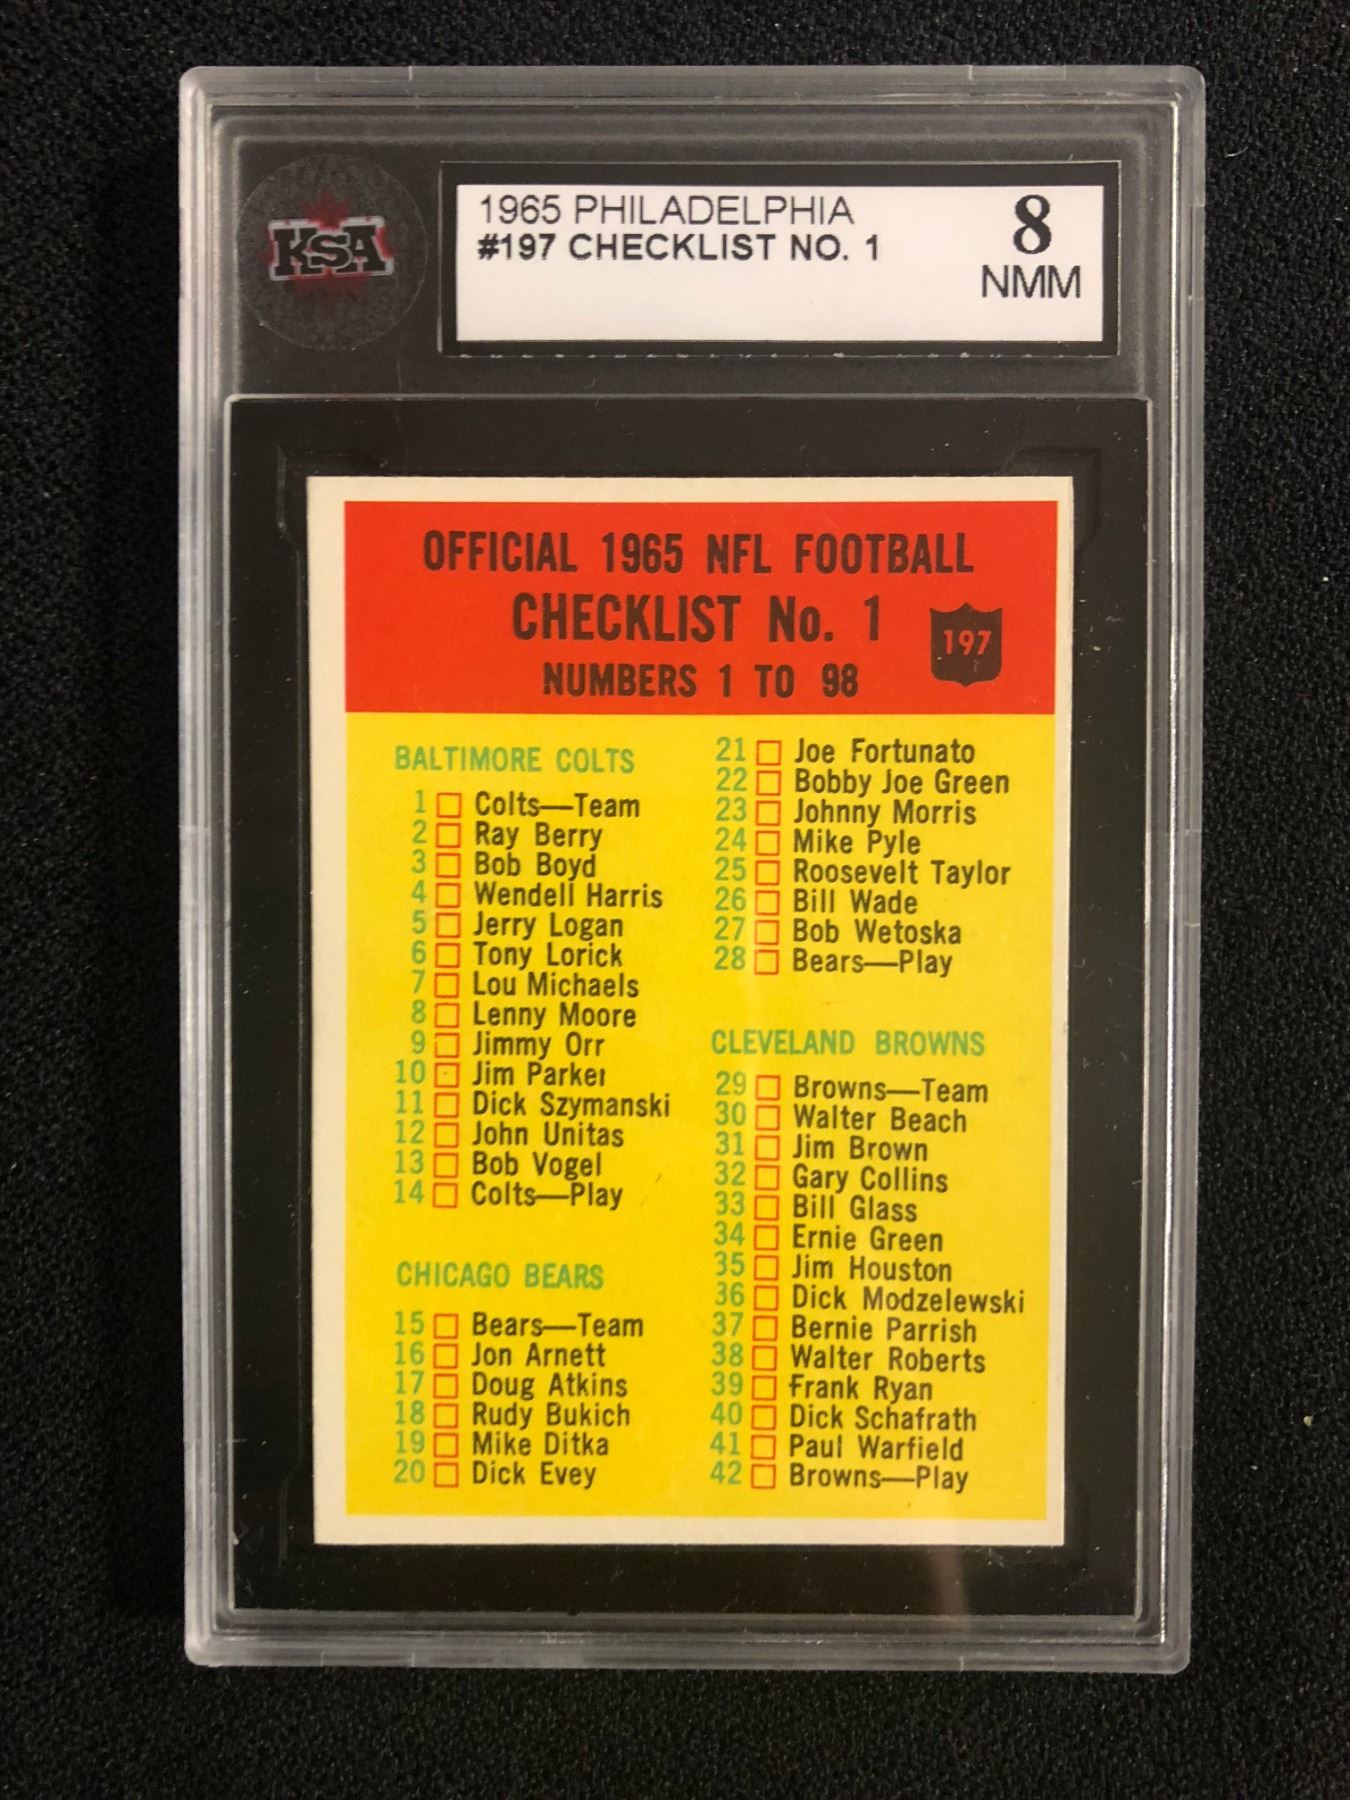 KSA
1965 PHILADELPHIA
#197 CHECKLIST NO. 1
8
NMM
OFFICIAL 1965 NFL FOOTBALL
CHECKLIST No. 1
197
NUMBERS 1 TO 98
BALTIMORE COLTS
1 Colts—Team
2 Ray Berry
3 Bob Boyd
4 Wendell Harris
5 Jerry Logan
6 Tony Lorick
7 Lou Michaels
8 Lenny Moore
9 Jimmy Orr
10 Jim Parker
11 Dick Szymanski
12 John Unitas
13 Bob Vogel
14 Colts—Play
CHICAGO BEARS
15 Bears—Team
16 Jon Arnett
17 Doug Atkins
18 Rudy Bukich
19 Mike Ditka
20 Dick Evey
21 Joe Fortunato
22 Bobby Joe Green
23 Johnny Morris
24 Mike Pyle
25 Roosevelt Taylor
26 Bill Wade
27 Bob Wetoska
28 Bears—Play
CLEVELAND BROWNS
29 Browns—Team
30 Walter Beach
31 Jim Brown
32 Gary Collins
33 Bill Glass
34 Ernie Green
35 Jim Houston
36 Dick Modzelewski
37 Bernie Parrish
38 Walter Roberts
39 Frank Ryan
40 Dick Schafrath
41 Paul Warfield
42 Browns—Play